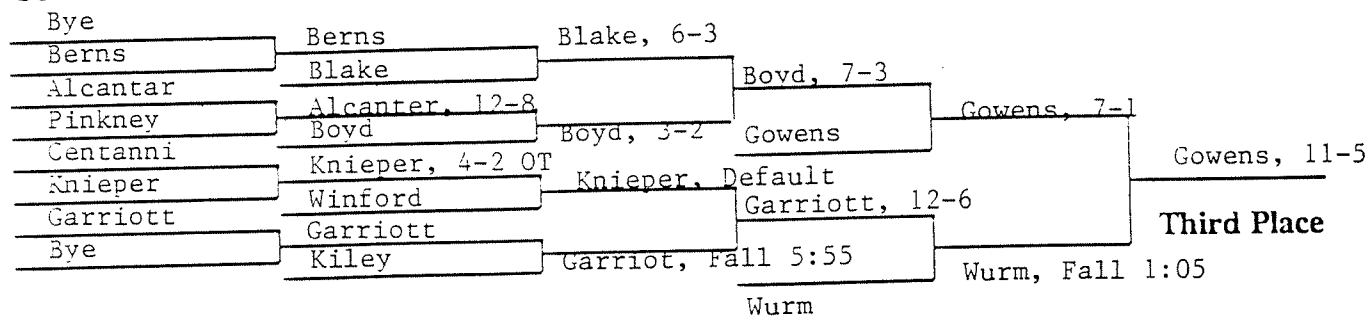 Bye
Berns
Alcantar
Pinkney
Centanni
Knieper
Garriott
Bye
Berns
Blake
Alcanter, 12-8
Boyd
Knieper, 4-2 OT
Winford
Garriott
Kiley
Blake, 6-3
Boyd, 3-2
Knieper, Default
Garriot, Fall 5:55
Boyd, 7-3
Gowens
Garriott, 12-6
Wurm
Gowens, 7-1
Wurm, Fall 1:05
Gowens, 11-5
Third Place